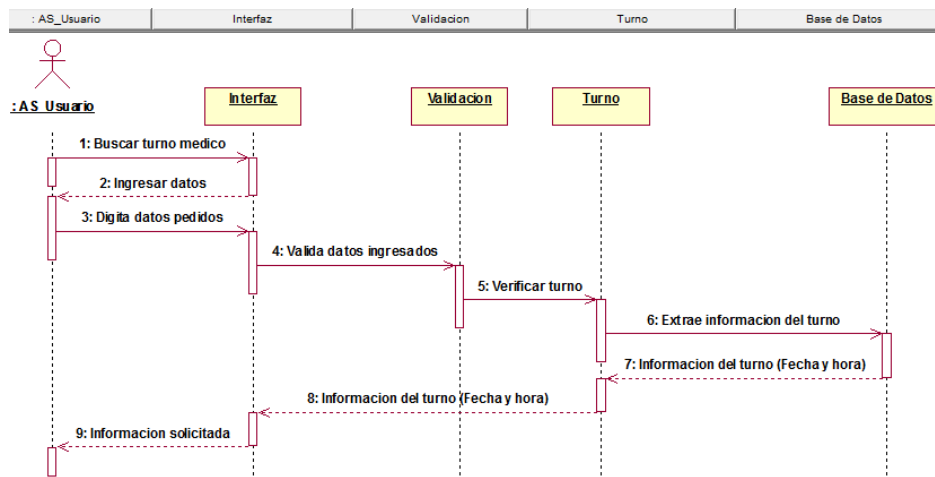 : AS_Usuario
Interfaz
Validacion
Turno
Base de Datos
: AS Usuario
Interfaz
Validacion
Turno
Base de Datos
1: Buscar turno medico
2: Ingresar datos
3: Digita datos pedidos
4: Valida datos ingresados
5: Verificar turno
6: Extrae informacion del turno
7: Informacion del turno (Fecha y hora)
8: Informacion del turno (Fecha y hora)
9: Informacion solicitada